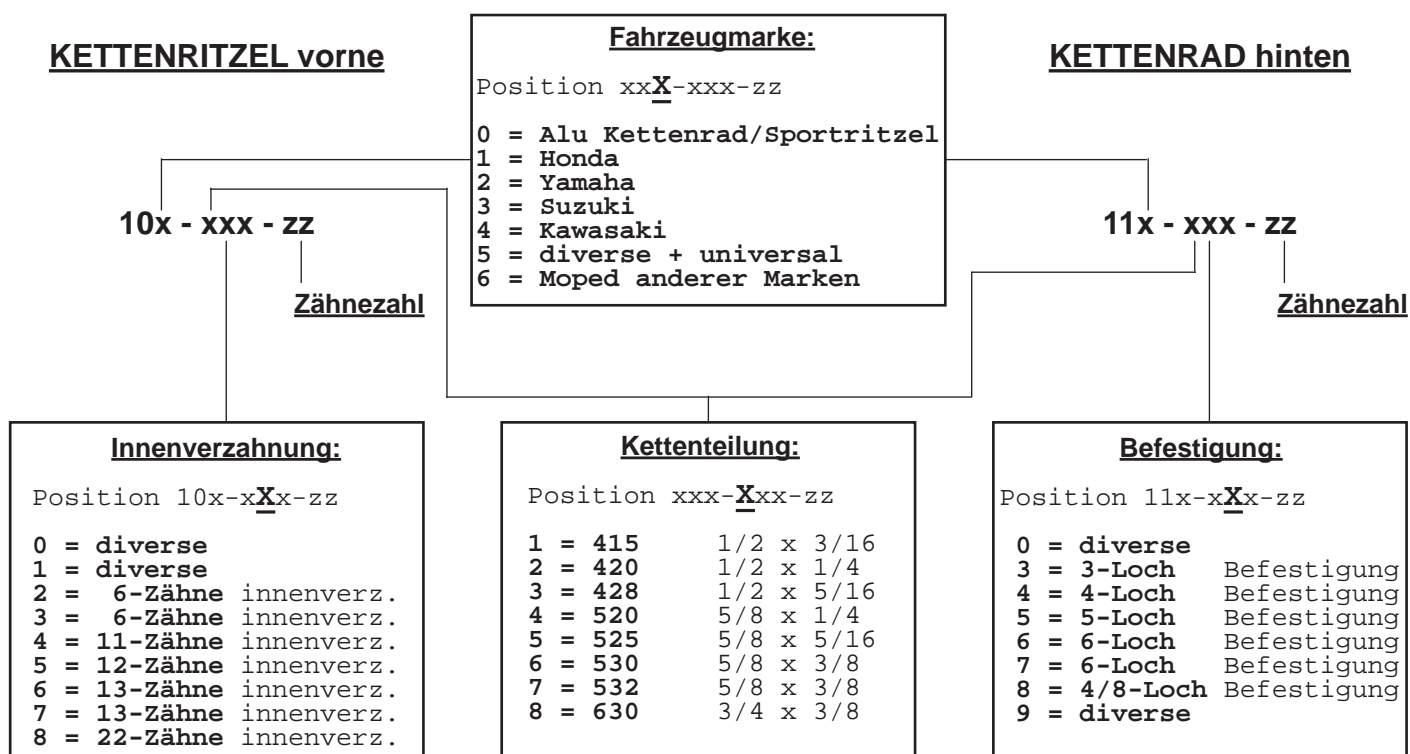 KETTENRITZEL vorne
Fahrzeugmarke:
Position xxX-xxx-zz
0 = Alu Kettenrad/Sportritzel
1 = Honda
2 = Yamaha
3 = Suzuki
4 = Kawasaki
5 = diverse + universal
6 = Moped anderer Marken
KETTENRAD hinten
10x - xxx - zz
Zähnezahl
11x - xxx - zz
Zähnezahl
Innenverzahnung:
Position 10x-xXx-zz
0 = diverse
1 = diverse
2 = 6-Zähne innenverz.
3 = 6-Zähne innenverz.
4 = 11-Zähne innenverz.
5 = 12-Zähne innenverz.
6 = 13-Zähne innenverz.
7 = 13-Zähne innenverz.
8 = 22-Zähne innenverz.
Kettenteilung:
Position xxx-Xxx-zz
1 = 415 1/2 x 3/16
2 = 420 1/2 x 1/4
3 = 428 1/2 x 5/16
4 = 520 5/8 x 1/4
5 = 525 5/8 x 5/16
6 = 530 5/8 x 3/8
7 = 532 5/8 x 3/8
8 = 630 3/4 x 3/8
Befestigung:
Position 11x-xXx-zz
0 = diverse
3 = 3-Loch Befestigung
4 = 4-Loch Befestigung
5 = 5-Loch Befestigung
6 = 6-Loch Befestigung
7 = 6-Loch Befestigung
8 = 4/8-Loch Befestigung
9 = diverse